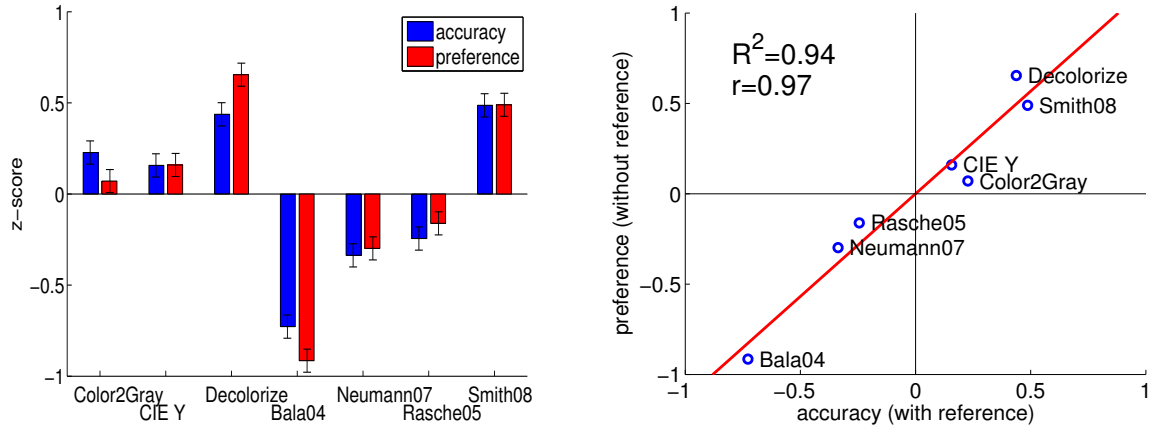 1
0.5
0
−0.5
−1
z-score
accuracy
preference
Color2Gray
CIE Y
Decolorize
Bala04
Neumann07
Rasche05
Smith08
R²=0.94
r=0.97
1
0.5
0
−0.5
−1
preference (without reference)
Decolorize
Smith08
CIE Y
Color2Gray
Rasche05
Neumann07
Bala04
−1
−0.5
0
0.5
1
accuracy (with reference)